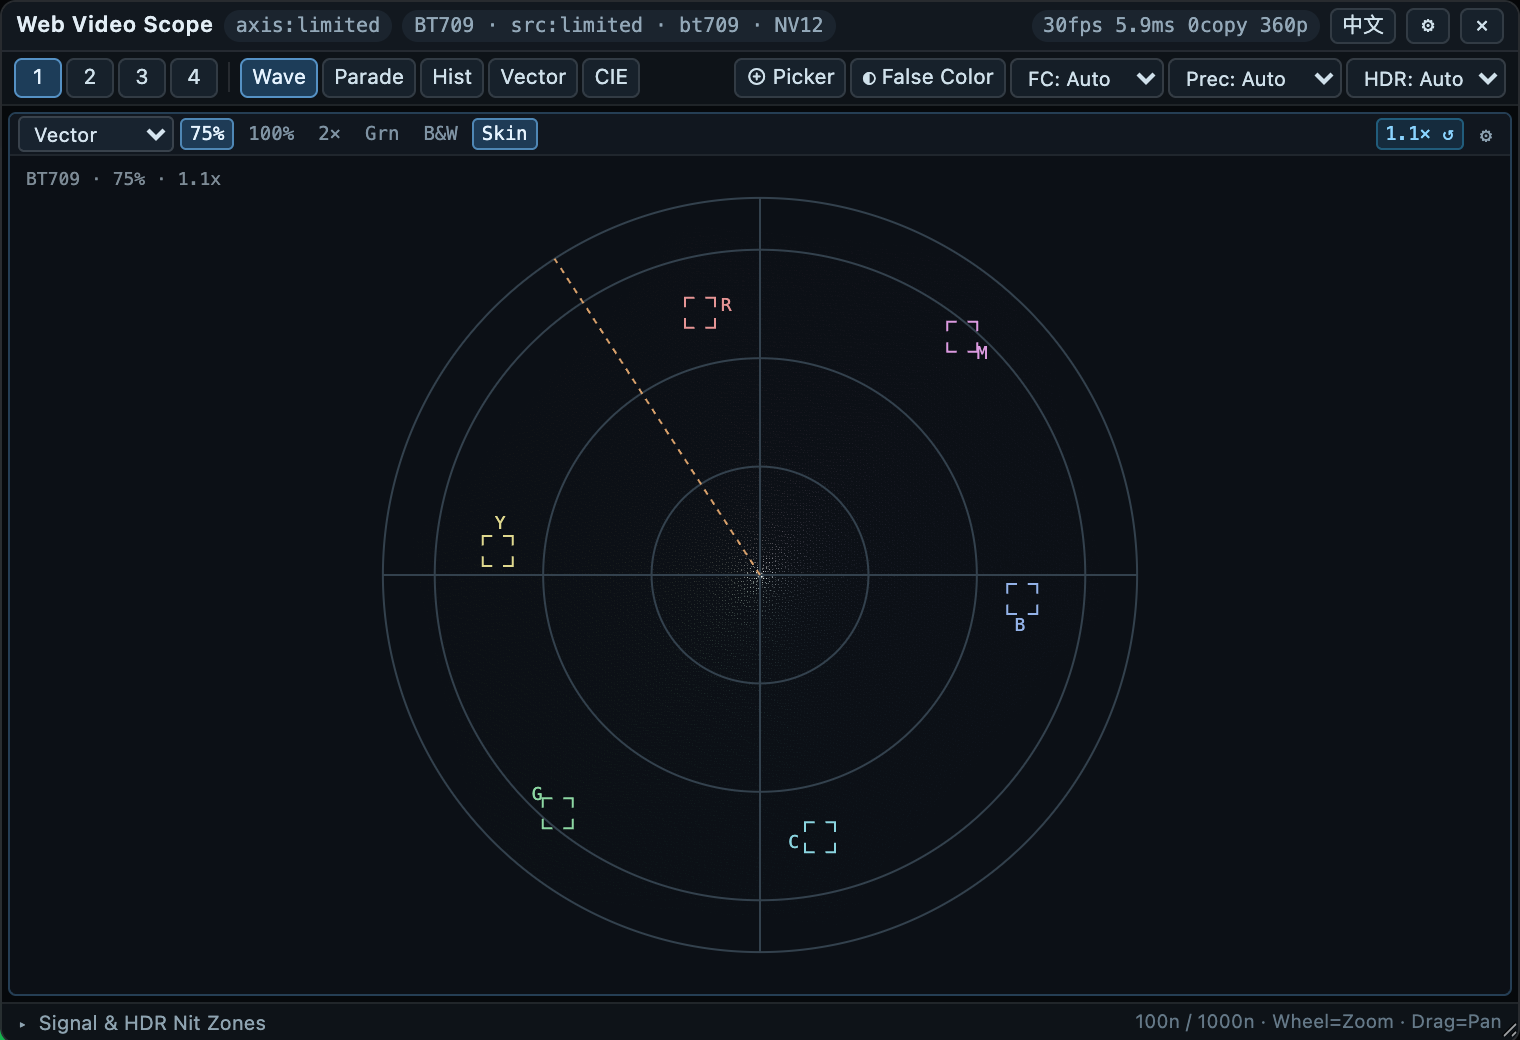 Web Video Scope axis:limited BT709 · src:limited · bt709 · NV12 30fps 5.9ms 0copy 360p 中文 ⚙ ×
1 2 3 4 Wave Parade Hist Vector CIE ⊕ Picker ◐ False Color FC: Auto Prec: Auto HDR: Auto
Vector 75% 100% 2× Grn B&W Skin 1.1× ↺ ⚙
BT709 · 75% · 1.1x
R
M
Y
B
G
C
▸ Signal & HDR Nit Zones 100n / 1000n · Wheel=Zoom · Drag=Pan